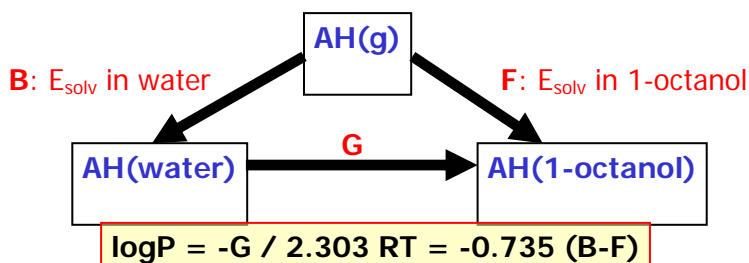 AH(g)
B: Esolv in water
F: Esolv in 1-octanol
G
AH(water)
AH(1-octanol)
logP = -G / 2.303 RT = -0.735 (B-F)